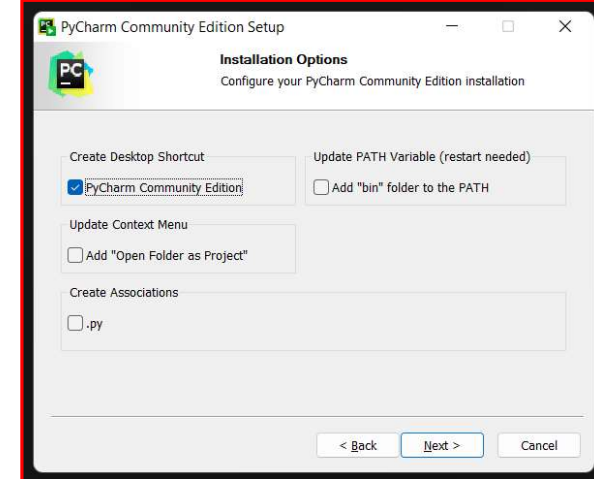 PyCharm Community Edition Setup
PC
Installation Options
Configure your PyCharm Community Edition installation
Create Desktop Shortcut
PyCharm Community Edition
Update PATH Variable (restart needed)
Add "bin" folder to the PATH
Update Context Menu
Add "Open Folder as Project"
Create Associations
.py
< Back
Next >
Cancel